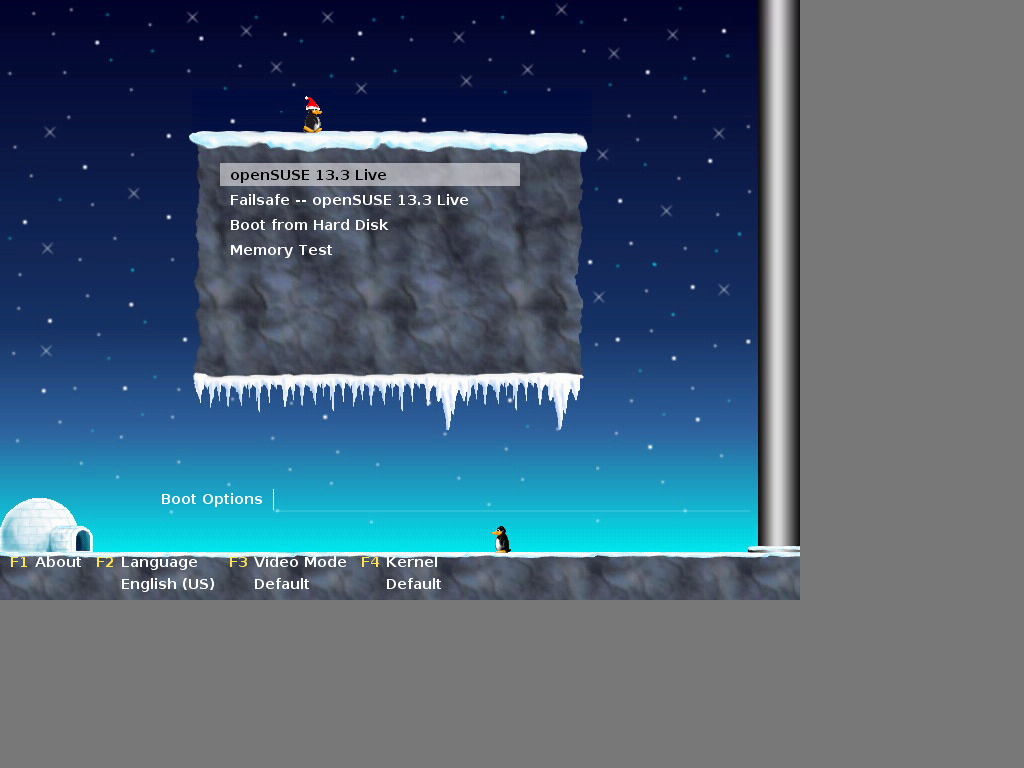 openSUSE 13.3 Live
Failsafe -- openSUSE 13.3 Live
Boot from Hard Disk
Memory Test
Boot Options
F1 About F2 Language F3 Video Mode F4 Kernel
English (US) Default Default